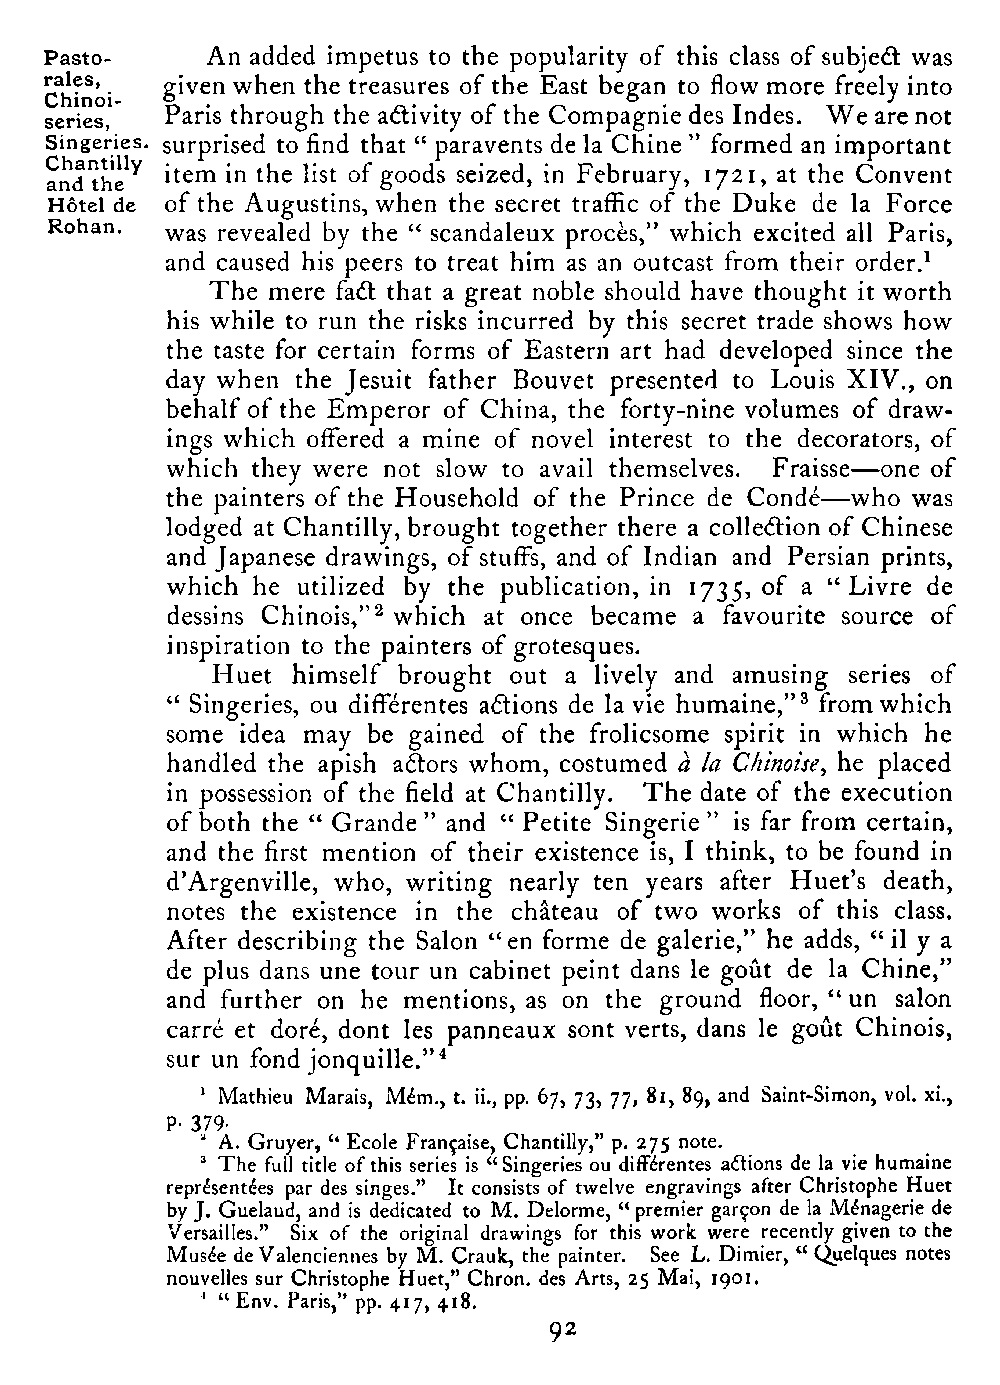 Pasto-
rales,
Chinoi-
series,
Singeries.
Chantilly
and the
Hôtel de
Rohan.
An added impetus to the popularity of this class of subject was
given when the treasures of the East began to flow more freely into
Paris through the activity of the Compagnie des Indes. We are not
surprised to find that “ paravents de la Chine ” formed an important
item in the list of goods seized, in February, 1721, at the Convent
of the Augustins, when the secret traffic of the Duke de la Force
was revealed by the “ scandaleux procès,” which excited all Paris,
and caused his peers to treat him as an outcast from their order.¹
The mere fact that a great noble should have thought it worth
his while to run the risks incurred by this secret trade shows how
the taste for certain forms of Eastern art had developed since the
day when the Jesuit father Bouvet presented to Louis XIV., on
behalf of the Emperor of China, the forty-nine volumes of draw-
ings which offered a mine of novel interest to the decorators, of
which they were not slow to avail themselves. Fraisse—one of
the painters of the Household of the Prince de Condé—who was
lodged at Chantilly, brought together there a collection of Chinese
and Japanese drawings, of stuffs, and of Indian and Persian prints,
which he utilized by the publication, in 1735, of a “ Livre de
dessins Chinois,”² which at once became a favourite source of
inspiration to the painters of grotesques.
Huet himself brought out a lively and amusing series of
“ Singeries, ou différentes actions de la vie humaine,”³ from which
some idea may be gained of the frolicsome spirit in which he
handled the apish actors whom, costumed à la Chinoise, he placed
in possession of the field at Chantilly. The date of the execution
of both the “ Grande ” and “ Petite Singerie ” is far from certain,
and the first mention of their existence is, I think, to be found in
d’Argenville, who, writing nearly ten years after Huet’s death,
notes the existence in the château of two works of this class.
After describing the Salon “ en forme de galerie,” he adds, “ il y a
de plus dans une tour un cabinet peint dans le goût de la Chine,”
and further on he mentions, as on the ground floor, “ un salon
carré et doré, dont les panneaux sont verts, dans le goût Chinois,
sur un fond jonquille.”⁴
¹ Mathieu Marais, Mém., t. ii., pp. 67, 73, 77, 81, 89, and Saint-Simon, vol. xi.,
p. 379.
² A. Gruyer, “ Ecole Française, Chantilly,” p. 275 note.
³ The full title of this series is “ Singeries ou différentes actions de la vie humaine
représentées par des singes.” It consists of twelve engravings after Christophe Huet
by J. Guelaud, and is dedicated to M. Delorme, “ premier garçon de la Ménagerie de
Versailles.” Six of the original drawings for this work were recently given to the
Musée de Valenciennes by M. Crauk, the painter. See L. Dimier, “ Quelques notes
nouvelles sur Christophe Huet,” Chron. des Arts, 25 Mai, 1901.
⁴ “ Env. Paris,” pp. 417, 418.
92